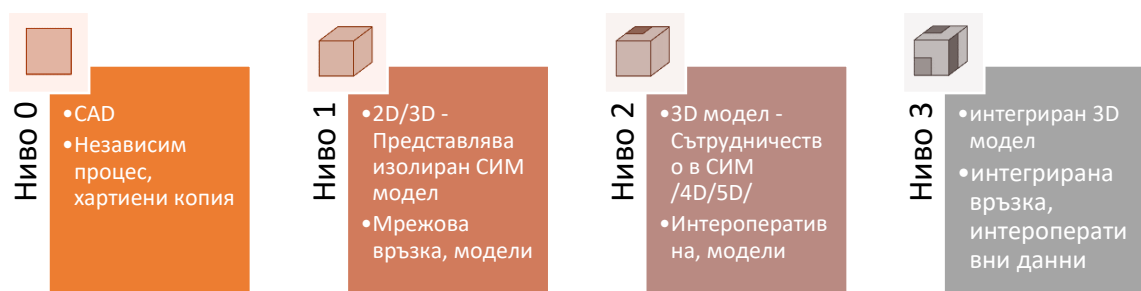 Ниво 0
•CAD
•Независим
процес,
хартиени копия
Ниво 1
•2D/3D -
Представлява
изолиран СИМ
модел
•Мрежова
връзка, модели
Ниво 2
•3D модел -
Сътрудничеств
о в СИМ
/4D/5D/
•Интероператив
на, модели
Ниво 3
•интегриран 3D
модел
•интегрирана
връзка,
интероперати
вни данни